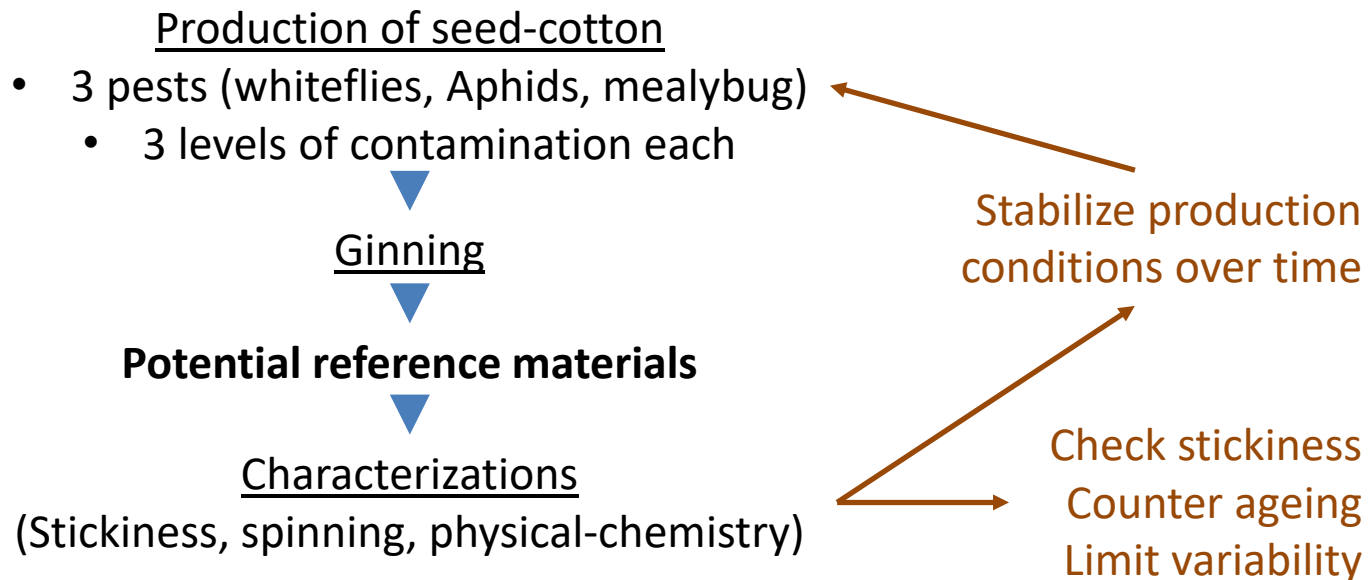 Production of seed-cotton
• 3 pests (whiteflies, Aphids, mealybug)
• 3 levels of contamination each
Ginning
Potential reference materials
Characterizations
(Stickiness, spinning, physical-chemistry)
Stabilize production
conditions over time
Check stickiness
Counter ageing
Limit variability